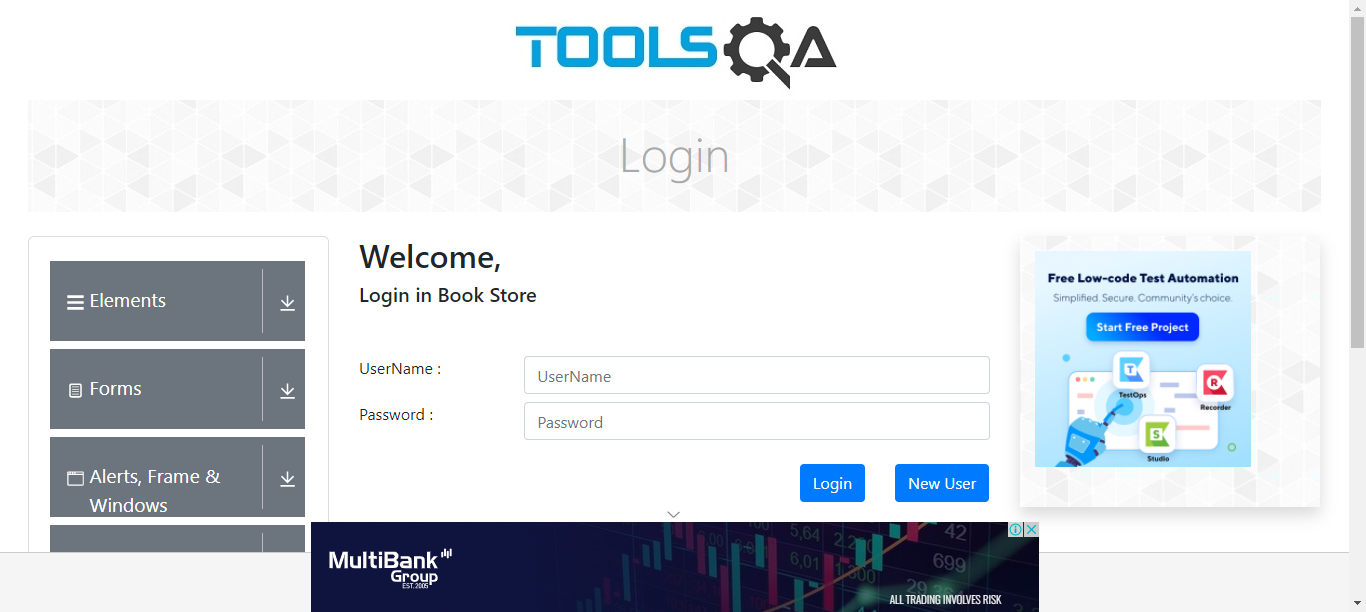 TOOLSQA
Login
Elements
Forms
Alerts, Frame &
Windows
Welcome,
Login in Book Store
UserName :
UserName
Password :
Password
Login
New User
Free Low-code Test Automation
Simplified. Secure. Community's choice.
Start Free Project
TestOps
Recorder
Studio
MultiBank
Group
EST.2005
5,64
6,01
42
699
ALL TRADING INVOLVES RISK